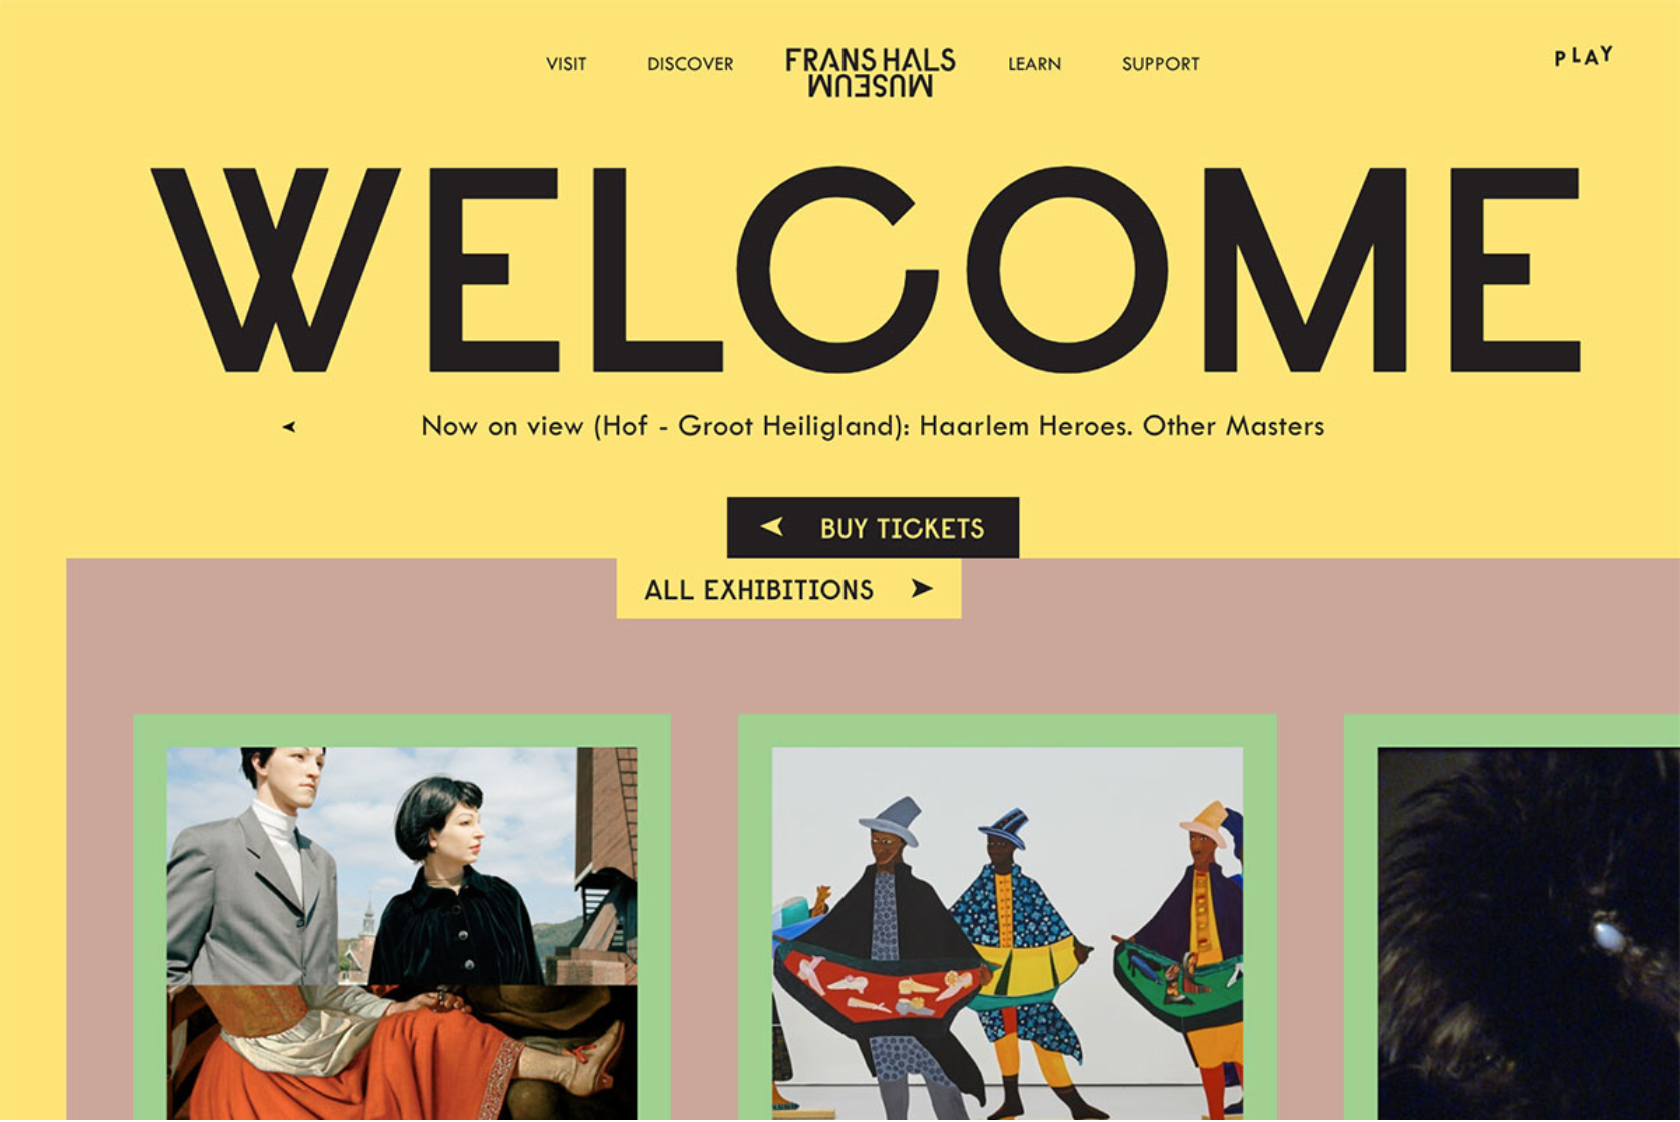 VISIT DISCOVER FRANS HALS MUSEUM LEARN SUPPORT PLAY
WELCOME
Now on view (Hof - Groot Heiligland): Haarlem Heroes. Other Masters
BUY TICKETS
ALL EXHIBITIONS